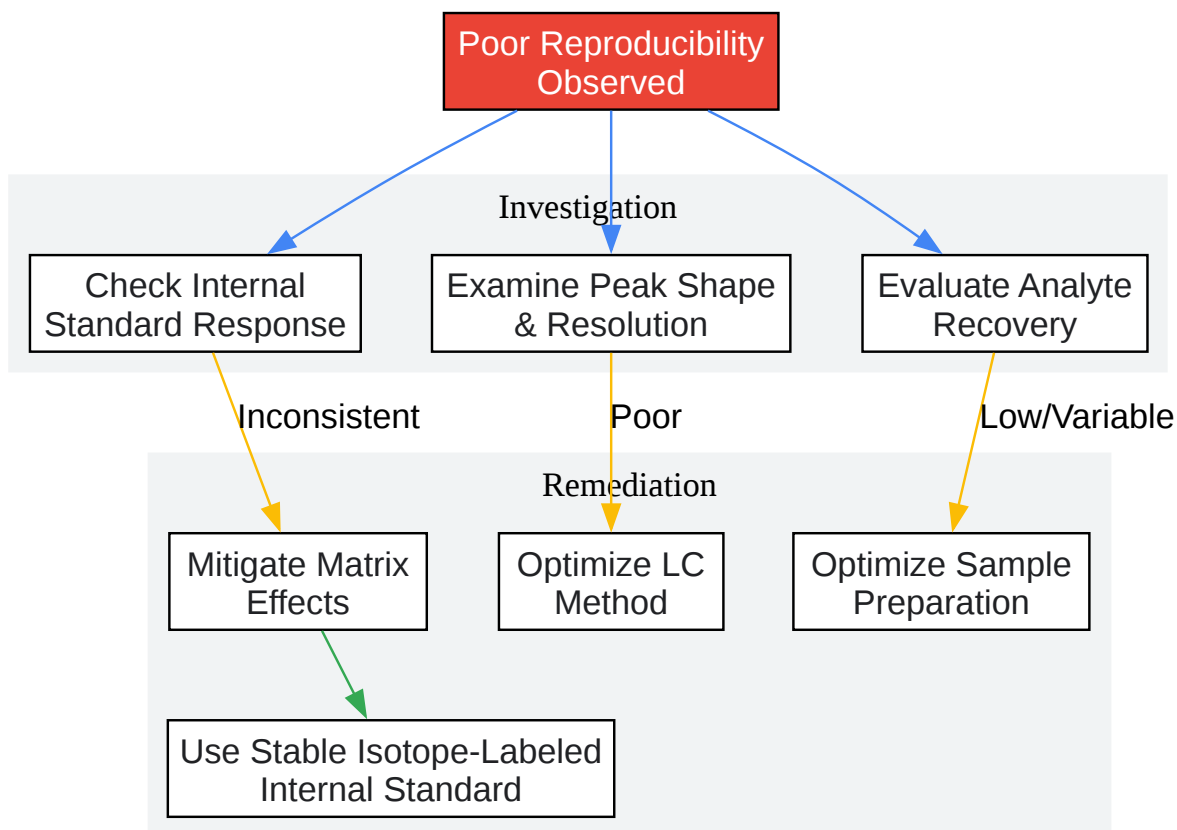 Poor Reproducibility
Observed
Investigation
Check Internal
Standard Response
Examine Peak Shape
& Resolution
Evaluate Analyte
Recovery
Inconsistent
Poor
Low/Variable
Remediation
Mitigate Matrix
Effects
Optimize LC
Method
Optimize Sample
Preparation
Use Stable Isotope-Labeled
Internal Standard